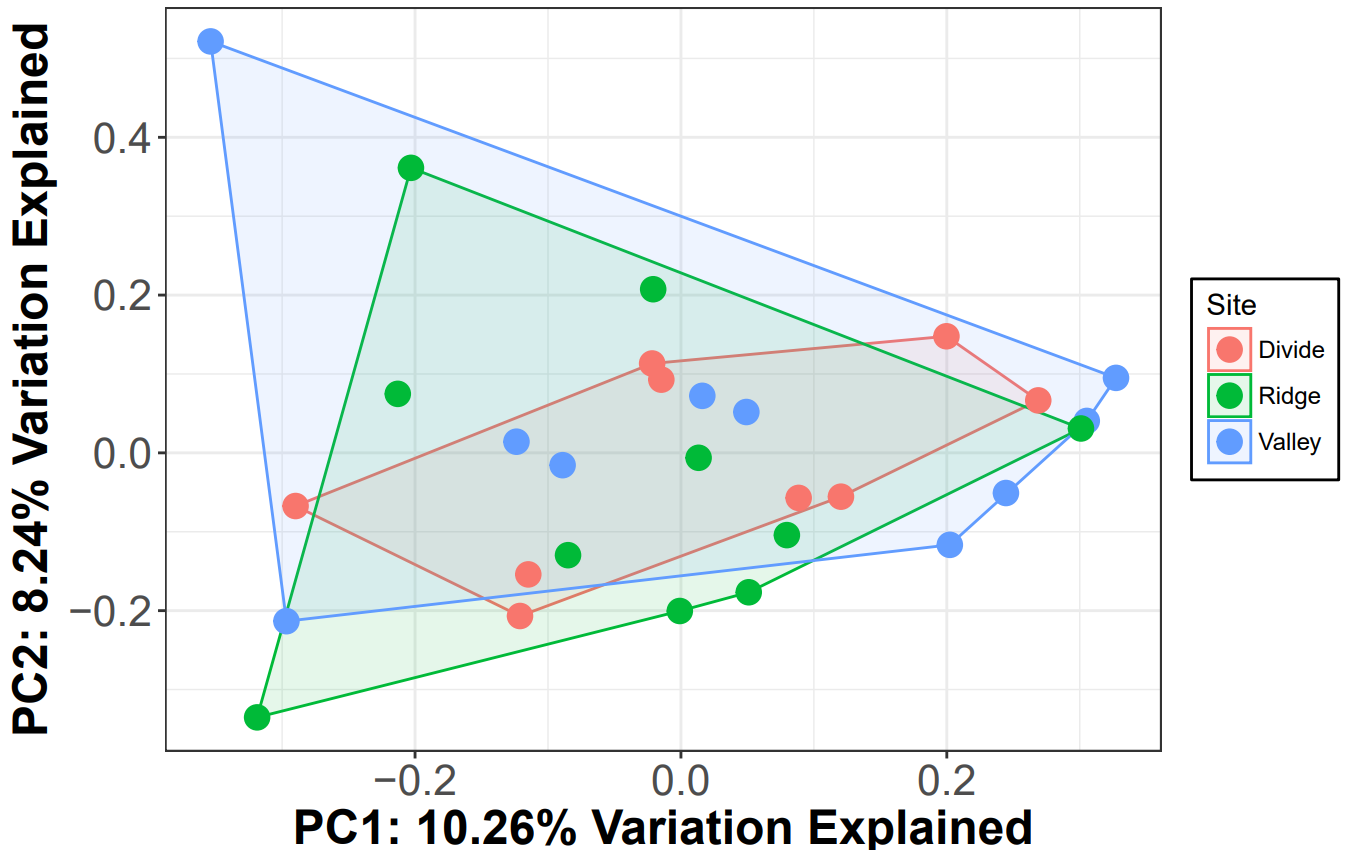 PC2: 8.24% Variation Explained
0.4
0.2
0.0
−0.2
−0.2 0.0 0.2
PC1: 10.26% Variation Explained
Site
Divide
Ridge
Valley